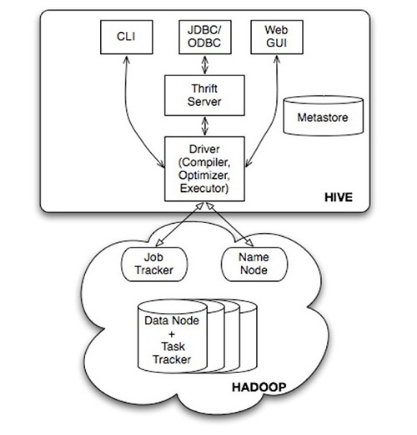 CLI
JDBC/
ODBC
Web
GUI
Thrift
Server
Metastore
Driver
(Compiler,
Optimizer,
Executor)
HIVE
Job
Tracker
Name
Node
Data Node
+
Task
Tracker
HADOOP